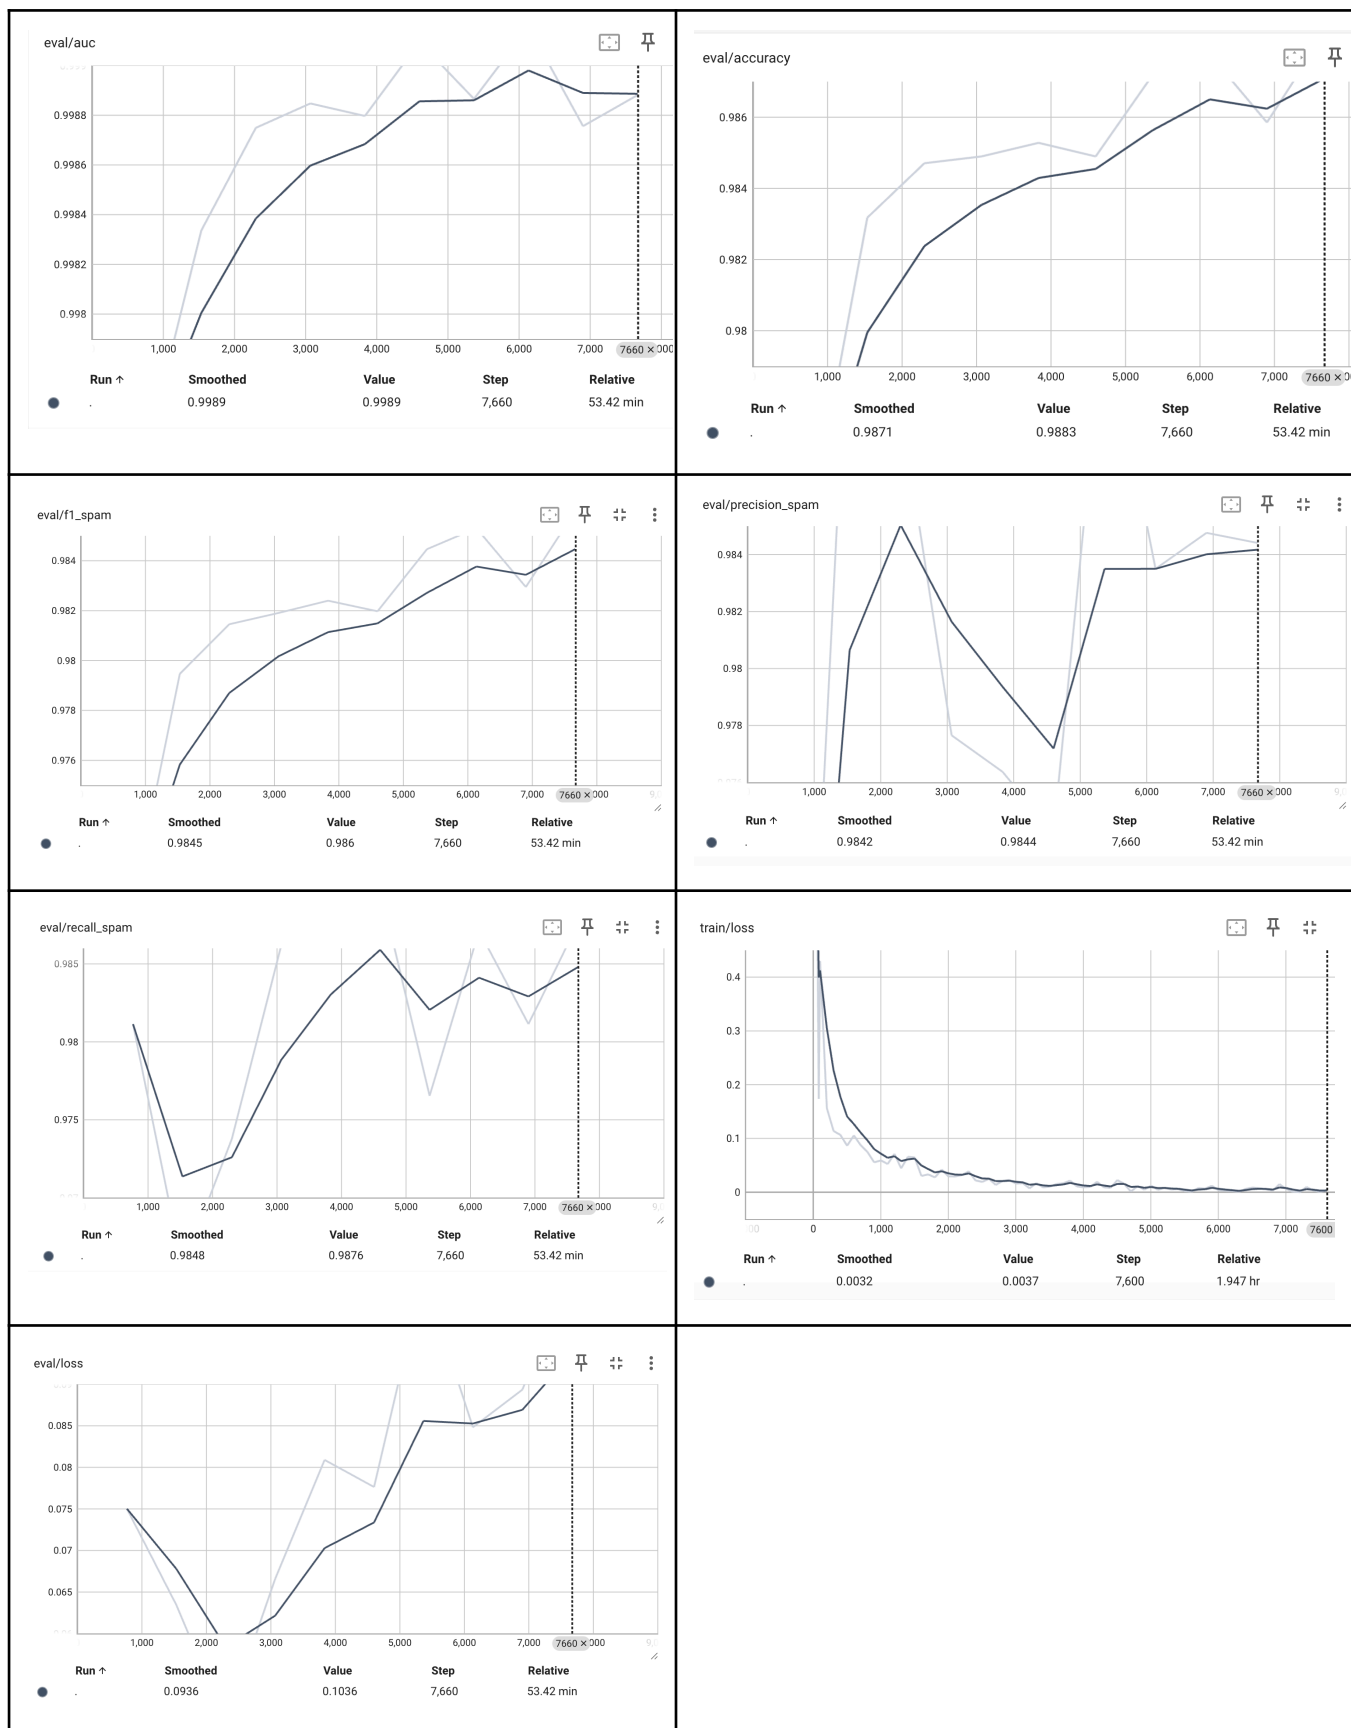 eval/auc
0.9988
0.9986
0.9984
0.9982
0.998
1,000 2,000 3,000 4,000 5,000 6,000 7,000 7660 × 000
Run ↑ Smoothed Value Step Relative
. 0.9989 0.9989 7,660 53.42 min
eval/accuracy
0.986
0.984
0.982
0.98
1,000 2,000 3,000 4,000 5,000 6,000 7,000 7660 × 0
Run ↑ Smoothed Value Step Relative
. 0.9871 0.9883 7,660 53.42 min
eval/f1_spam
0.984
0.982
0.98
0.978
0.976
1,000 2,000 3,000 4,000 5,000 6,000 7,000 7660 × 000
Run ↑ Smoothed Value Step Relative
. 0.9845 0.986 7,660 53.42 min
eval/precision_spam
0.984
0.982
0.98
0.978
1,000 2,000 3,000 4,000 5,000 6,000 7,000 7660 × 000
Run ↑ Smoothed Value Step Relative
. 0.9842 0.9844 7,660 53.42 min
eval/recall_spam
0.985
0.98
0.975
1,000 2,000 3,000 4,000 5,000 6,000 7,000 7660 × 000
Run ↑ Smoothed Value Step Relative
. 0.9848 0.9876 7,660 53.42 min
train/loss
0.4
0.3
0.2
0.1
0
0 1,000 2,000 3,000 4,000 5,000 6,000 7,000 7600
Run ↑ Smoothed Value Step Relative
. 0.0032 0.0037 7,600 1.947 hr
eval/loss
0.085
0.08
0.075
0.07
0.065
1,000 2,000 3,000 4,000 5,000 6,000 7,000 7660 × 000
Run ↑ Smoothed Value Step Relative
. 0.0936 0.1036 7,660 53.42 min